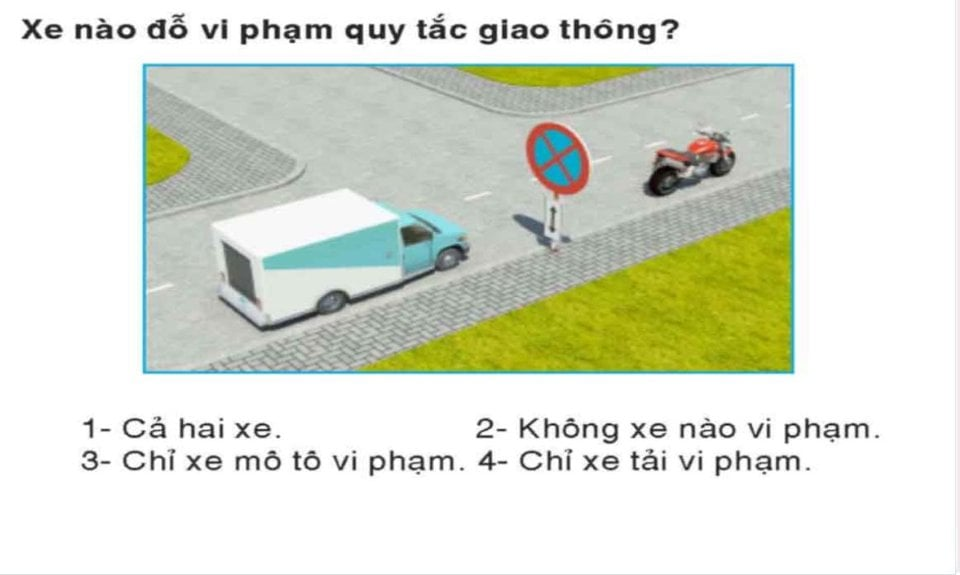 Xe nào đỗ vi phạm quy tắc giao thông?
1- Cả hai xe. 2- Không xe nào vi phạm.
3- Chỉ xe mô tô vi phạm. 4- Chỉ xe tải vi phạm.